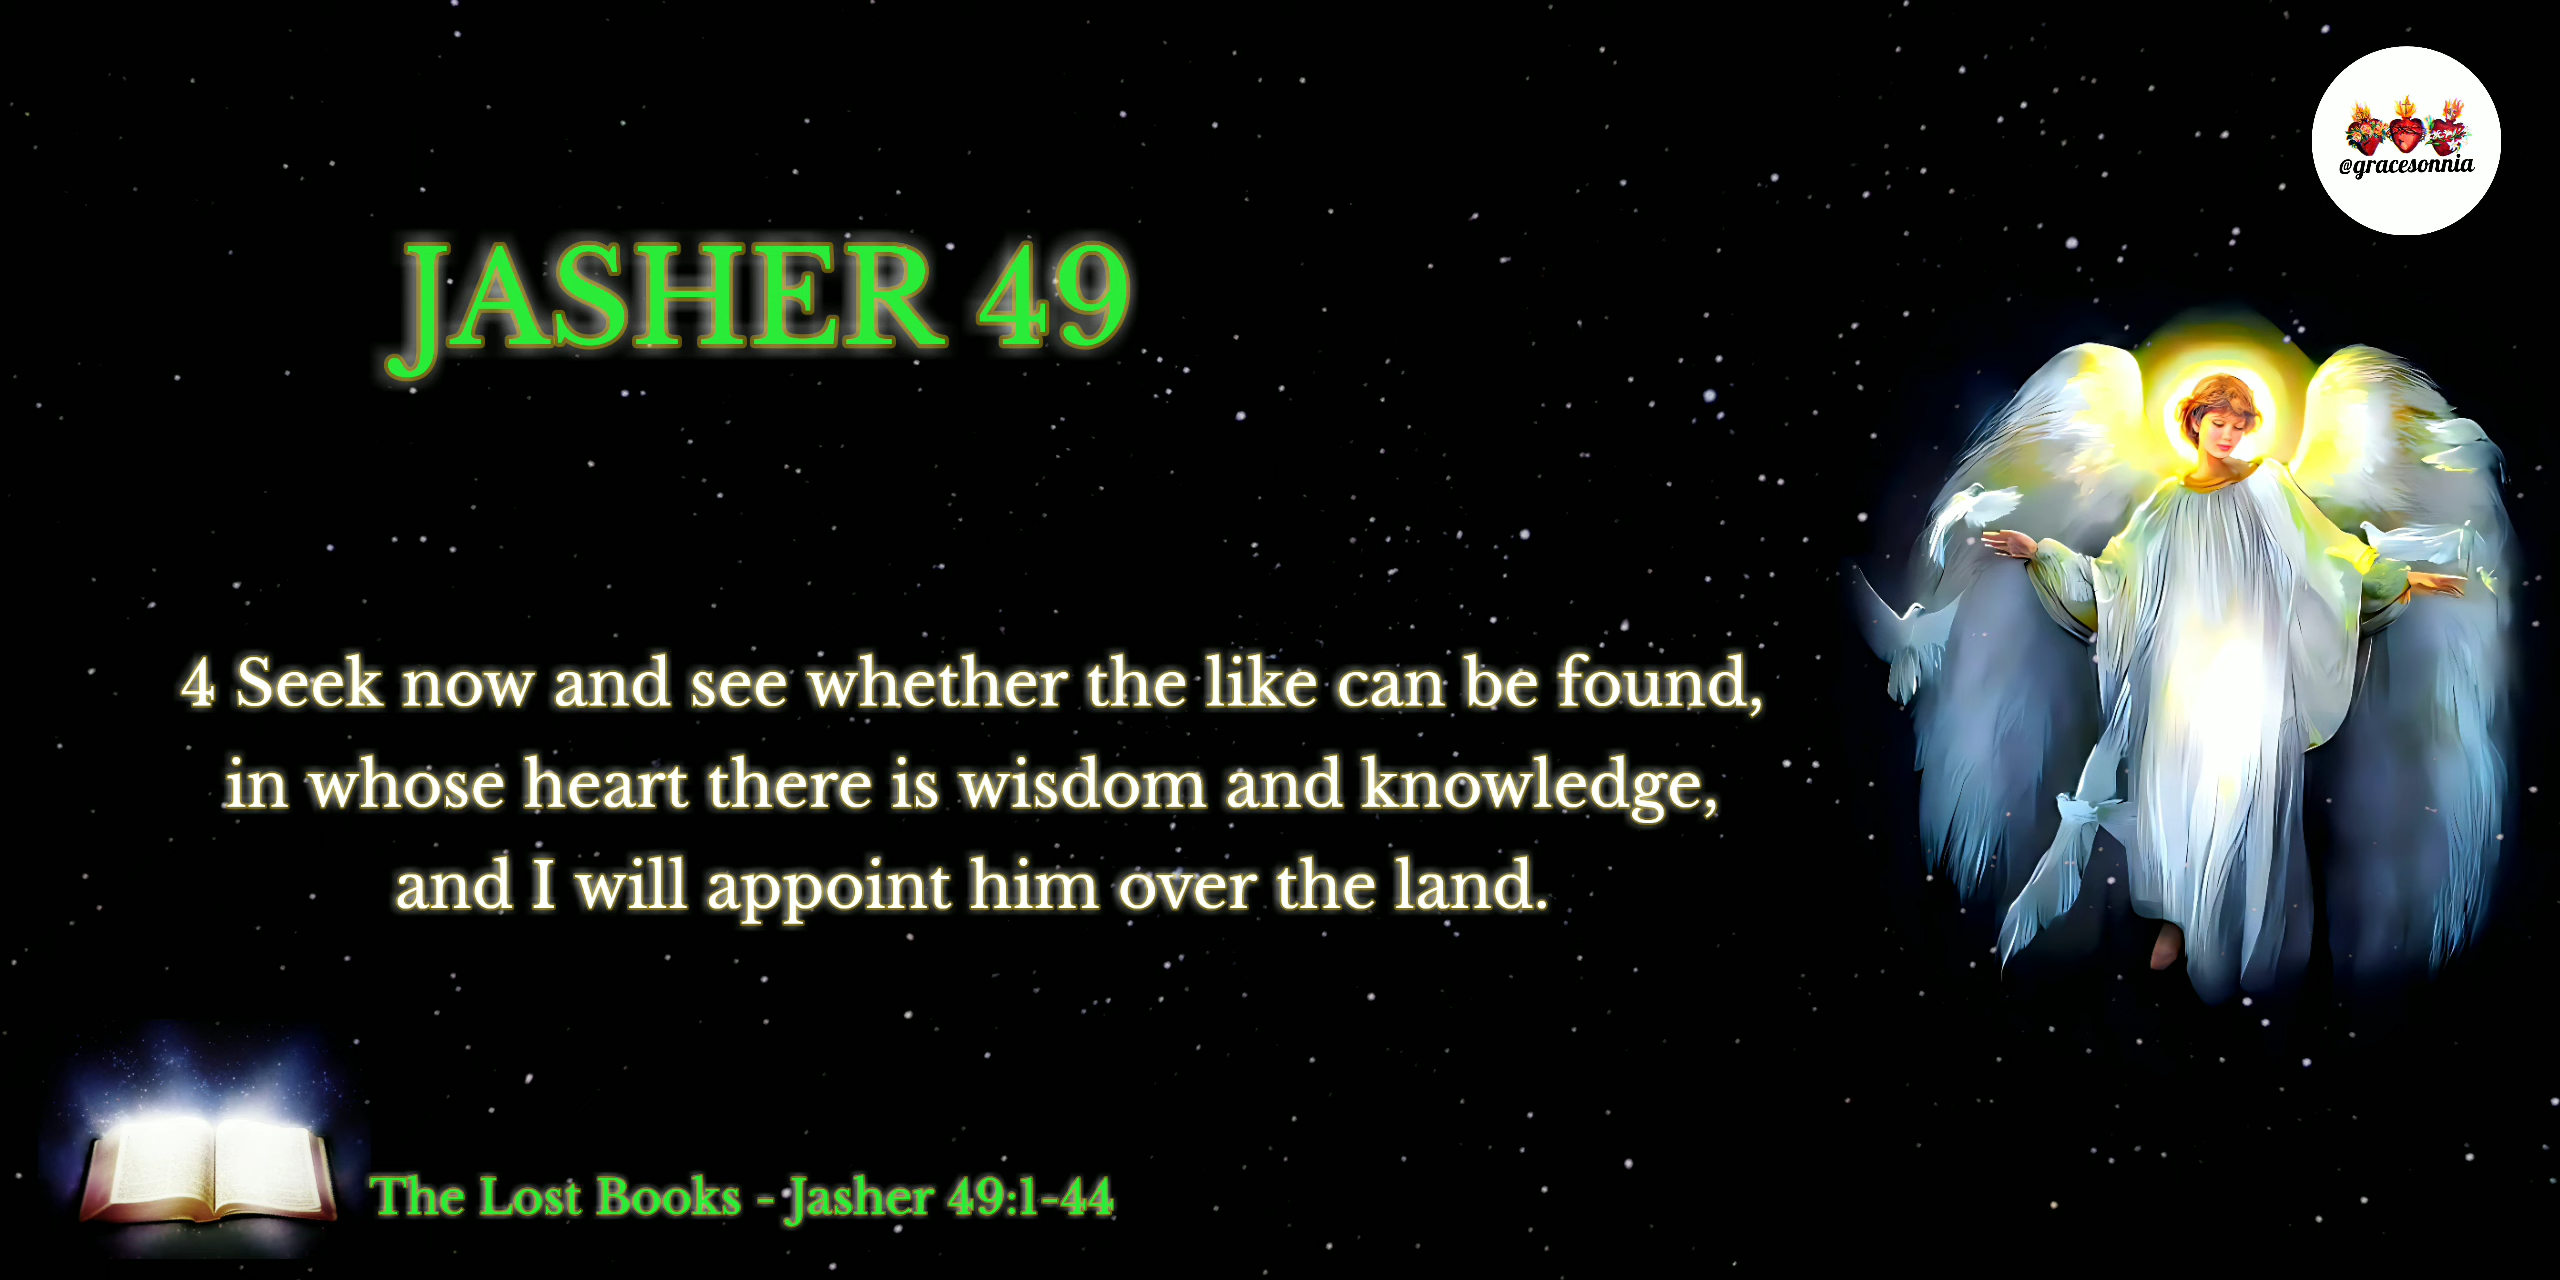 @gracesonnia
JASHER 49
4 Seek now and see whether the like can be found,
in whose heart there is wisdom and knowledge,
and I will appoint him over the land.
The Lost Books - Jasher 49:1-44